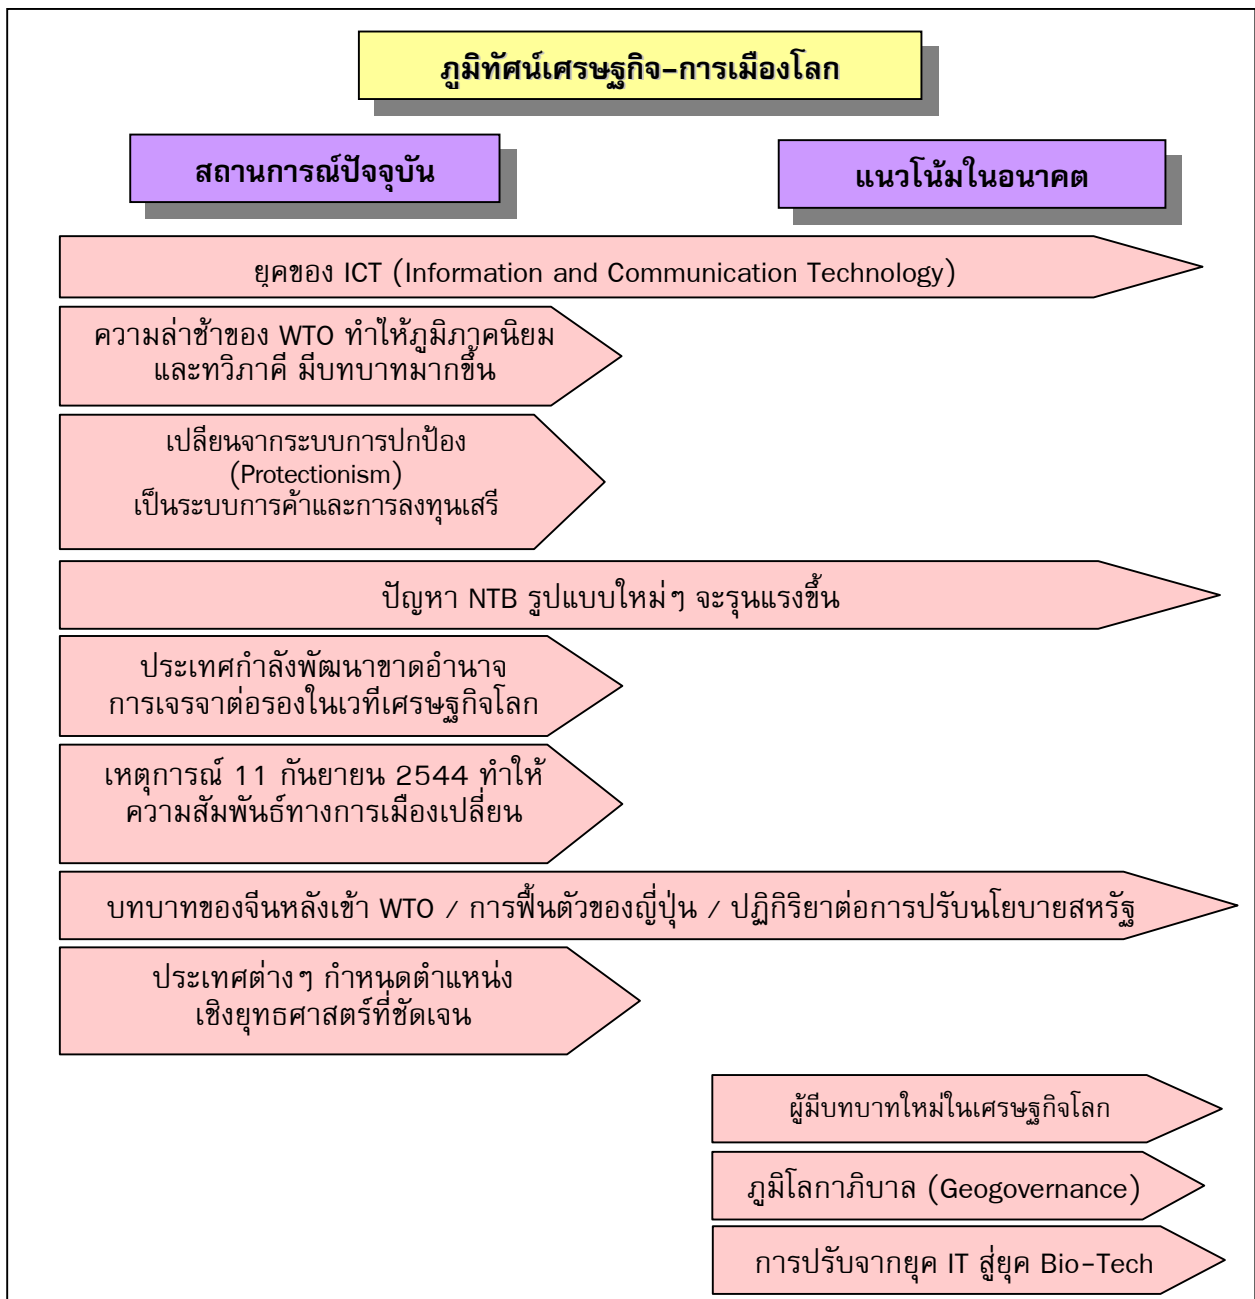 ภูมิทัศน์เศรษฐกิจ-การเมืองโลก
สถานการณ์ปัจจุบัน
แนวโน้มในอนาคต
ยุคของ ICT (Information and Communication Technology)
ความล่าช้าของ WTO ทำให้ภูมิภาคนิยม
และทวิภาคี มีบทบาทมากขึ้น
เปลี่ยนจากระบบการปกป้อง
(Protectionism)
เป็นระบบการค้าและการลงทุนเสรี
ปัญหา NTB รูปแบบใหม่ๆ จะรุนแรงขึ้น
ประเทศกำลังพัฒนาขาดอำนาจ
การเจรจาต่อรองในเวทีเศรษฐกิจโลก
เหตุการณ์ 11 กันยายน 2544 ทำให้
ความสัมพันธ์ทางการเมืองเปลี่ยน
บทบาทของจีนหลังเข้า WTO / การฟื้นตัวของญี่ปุ่น / ปฏิกิริยาต่อการปรับนโยบายสหรัฐ
ประเทศต่างๆ กำหนดตำแหน่ง
เชิงยุทธศาสตร์ที่ชัดเจน
ผู้มีบทบาทใหม่ในเศรษฐกิจโลก
ภูมิโลกาภิบาล (Geogovernance)
การปรับจากยุค IT สู่ยุค Bio-Tech